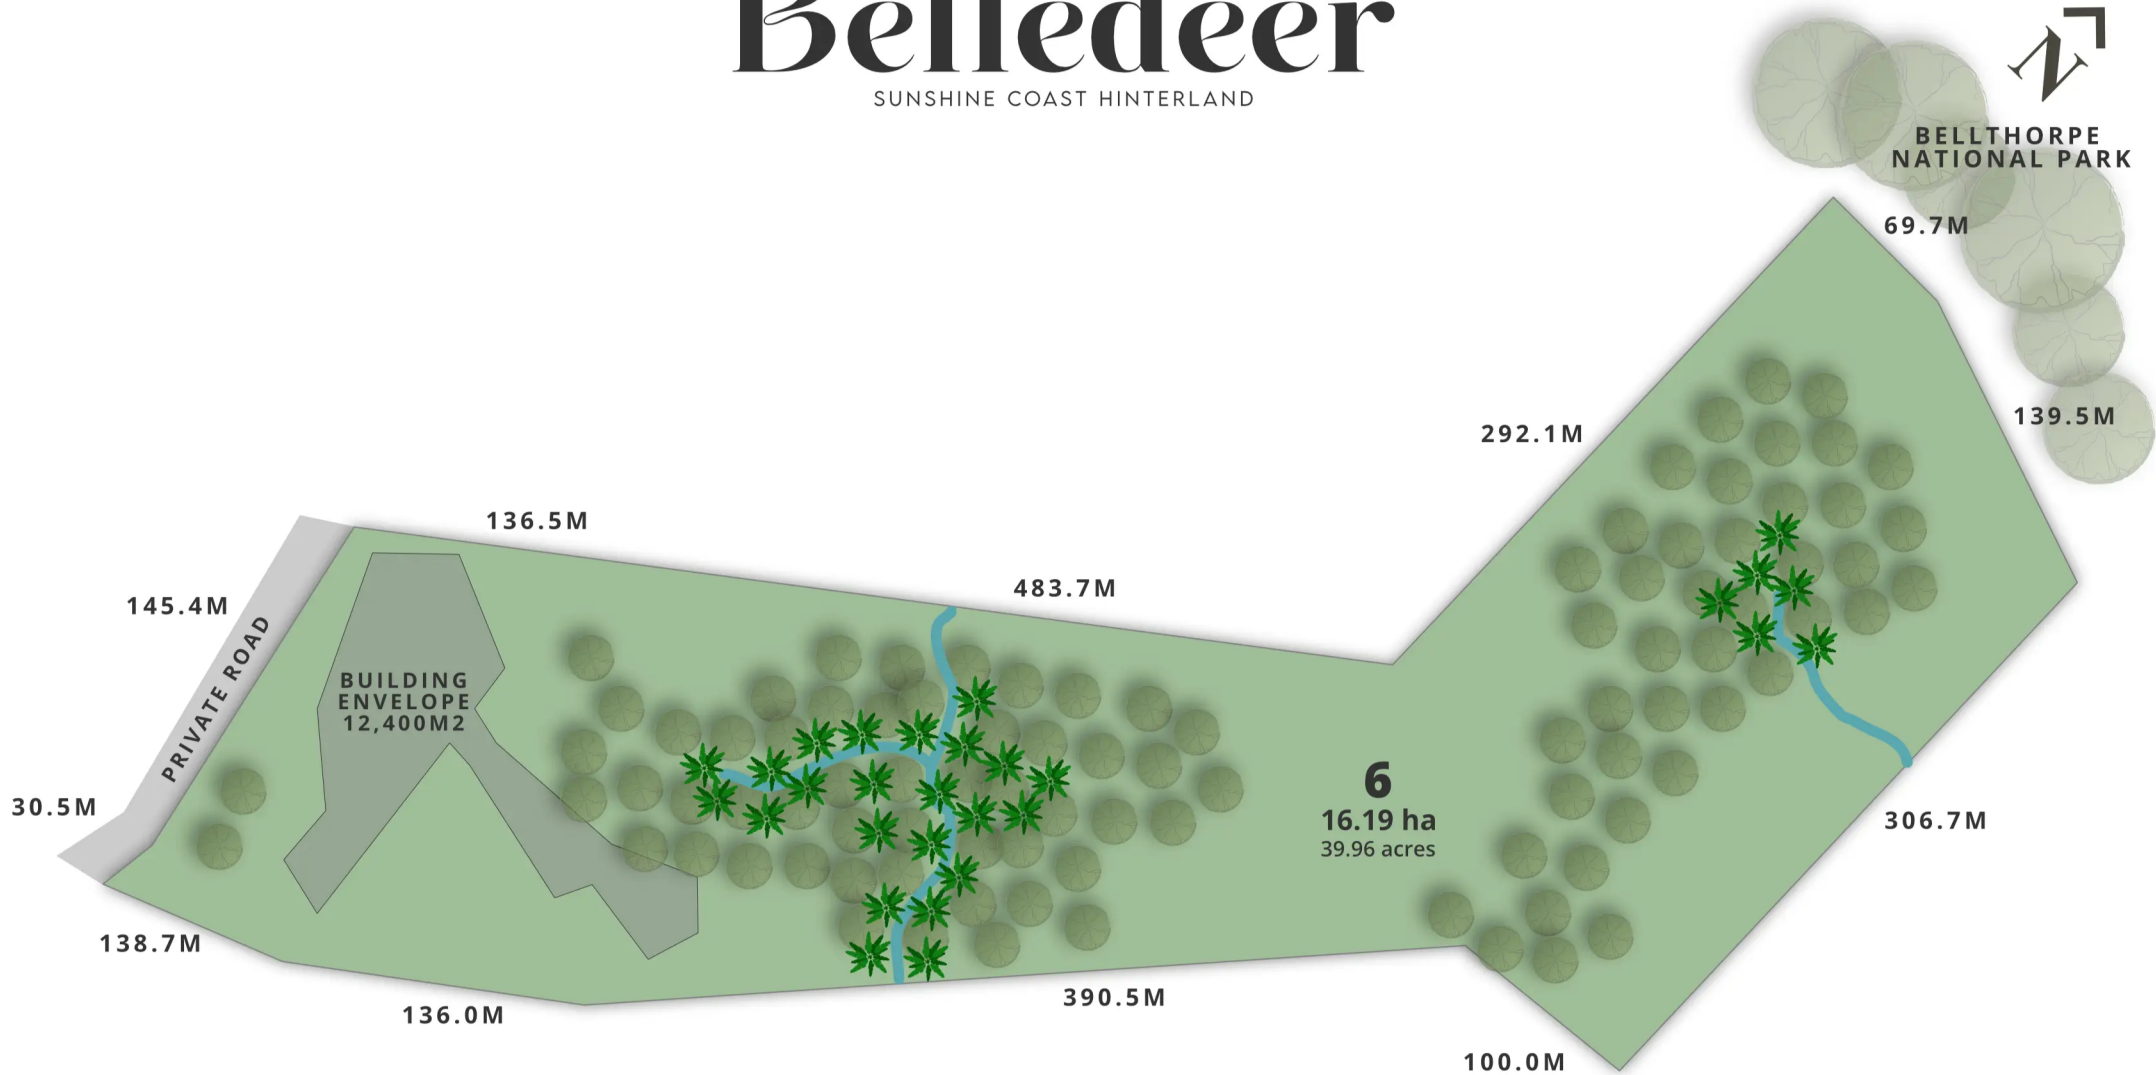 Belledeer
SUNSHINE COAST HINTERLAND
N
BELLTHORPE
NATIONAL PARK
69.7M
139.5M
292.1M
136.5M
483.7M
145.4M
PRIVATE ROAD
BUILDING
ENVELOPE
12,400M2
30.5M
6
16.19 ha
39.96 acres
306.7M
138.7M
136.0M
390.5M
100.0M